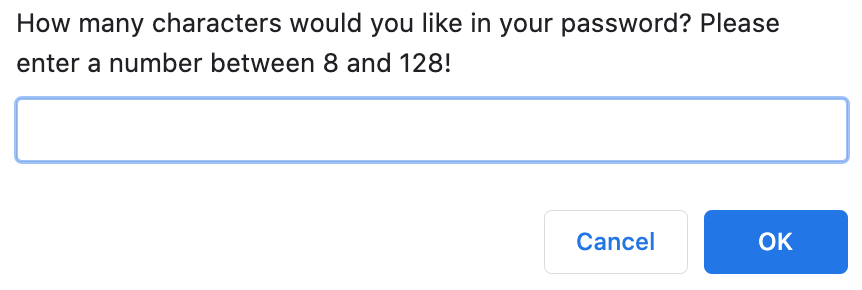 How many characters would you like in your password? Please
enter a number between 8 and 128!
Cancel
OK